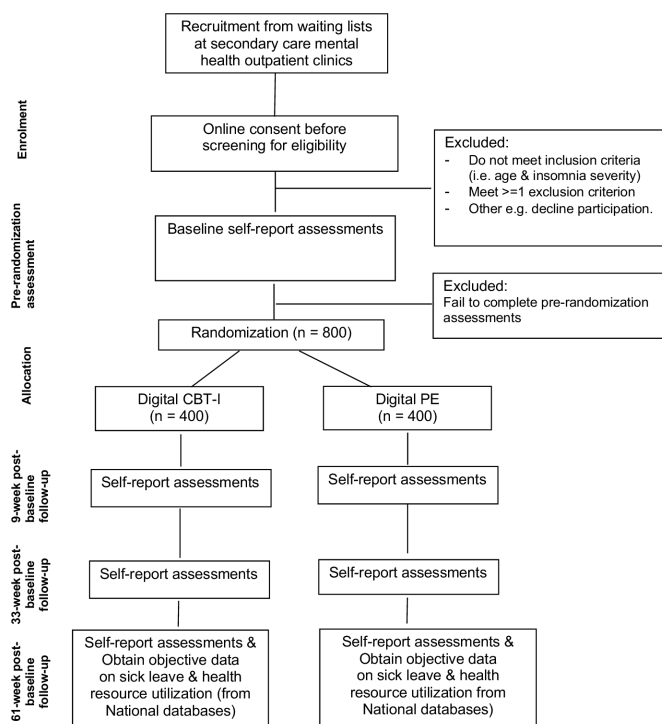 Recruitment from waiting lists
at secondary care mental
health outpatient clinics
Enrolment
Online consent before
screening for eligibility
Excluded:
- Do not meet inclusion criteria
(i.e. age & insomnia severity)
- Meet >=1 exclusion criterion
- Other e.g. decline participation.
Pre-randomization
assessment
Baseline self-report assessments
Excluded:
Fail to complete pre-randomization
assessments
Randomization (n = 800)
Allocation
Digital CBT-I
(n = 400)
Digital PE
(n = 400)
9-week post-
baseline
follow-up
Self-report assessments
Self-report assessments
33-week post-
baseline
follow-up
Self-report assessments
Self-report assessments
61-week post-
baseline
follow-up
Self-report assessments &
Obtain objective data
on sick leave & health
resource utilization (from
National databases)
Self-report assessments &
Obtain objective data
on sick leave & health
resource utilization from
National databases)